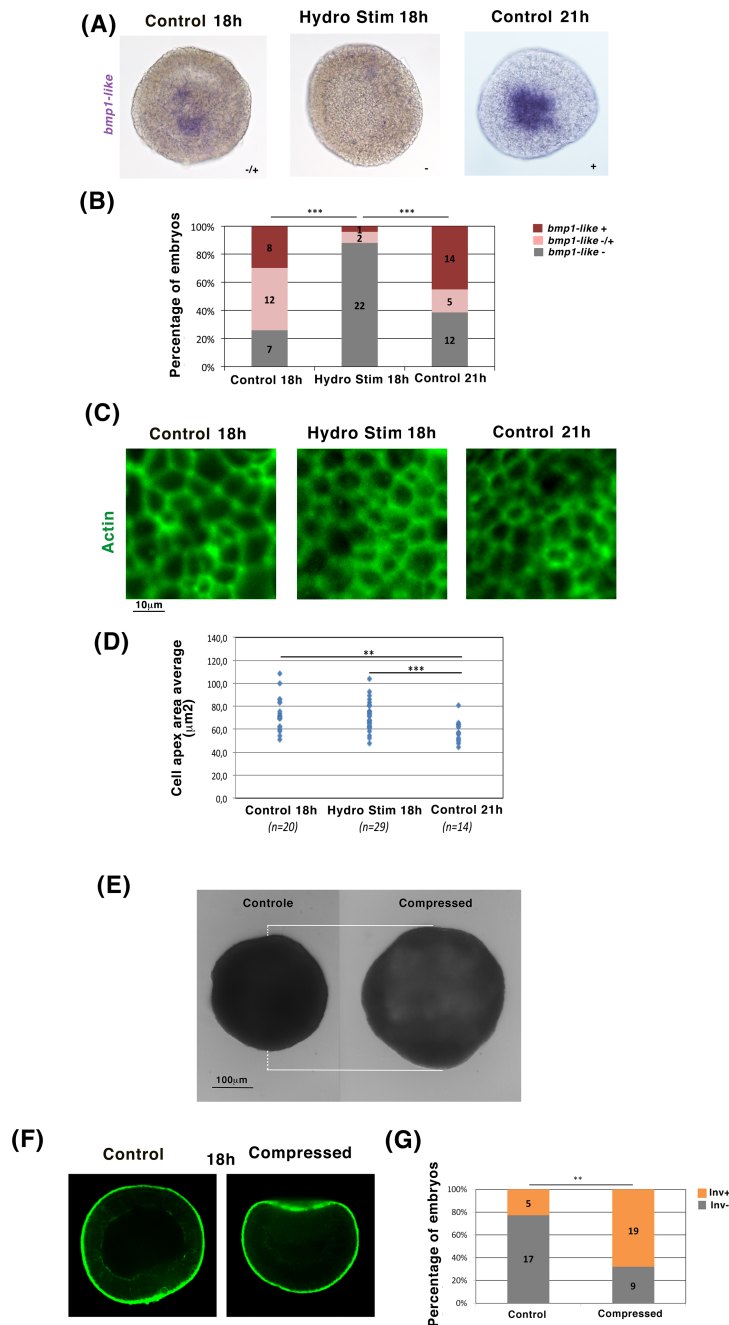 (A)
Control 18h
Hydro Stim 18h
Control 21h
bmp1-like
-/+
-
+
(B)
Percentage of embryos
100%
80%
60%
40%
20%
0%
***
***
8
12
7
1
2
22
14
5
12
Control 18h
Hydro Stim 18h
Control 21h
bmp1-like +
bmp1-like -/+
bmp1-like -
(C)
Control 18h
Hydro Stim 18h
Control 21h
Actin
10µm
(D)
Cell apex area average
(µm2)
140,0
120,0
100,0
80,0
60,0
40,0
20,0
0,0
**
***
Control 18h
Hydro Stim 18h
Control 21h
(n=20)
(n=29)
(n=14)
(E)
Controle
Compressed
100µm
(F)
Control
18h
Compressed
(G)
Percentage of embryos
100%
80%
60%
40%
20%
0%
**
5
17
19
9
Control
Compressed
Inv+
Inv-